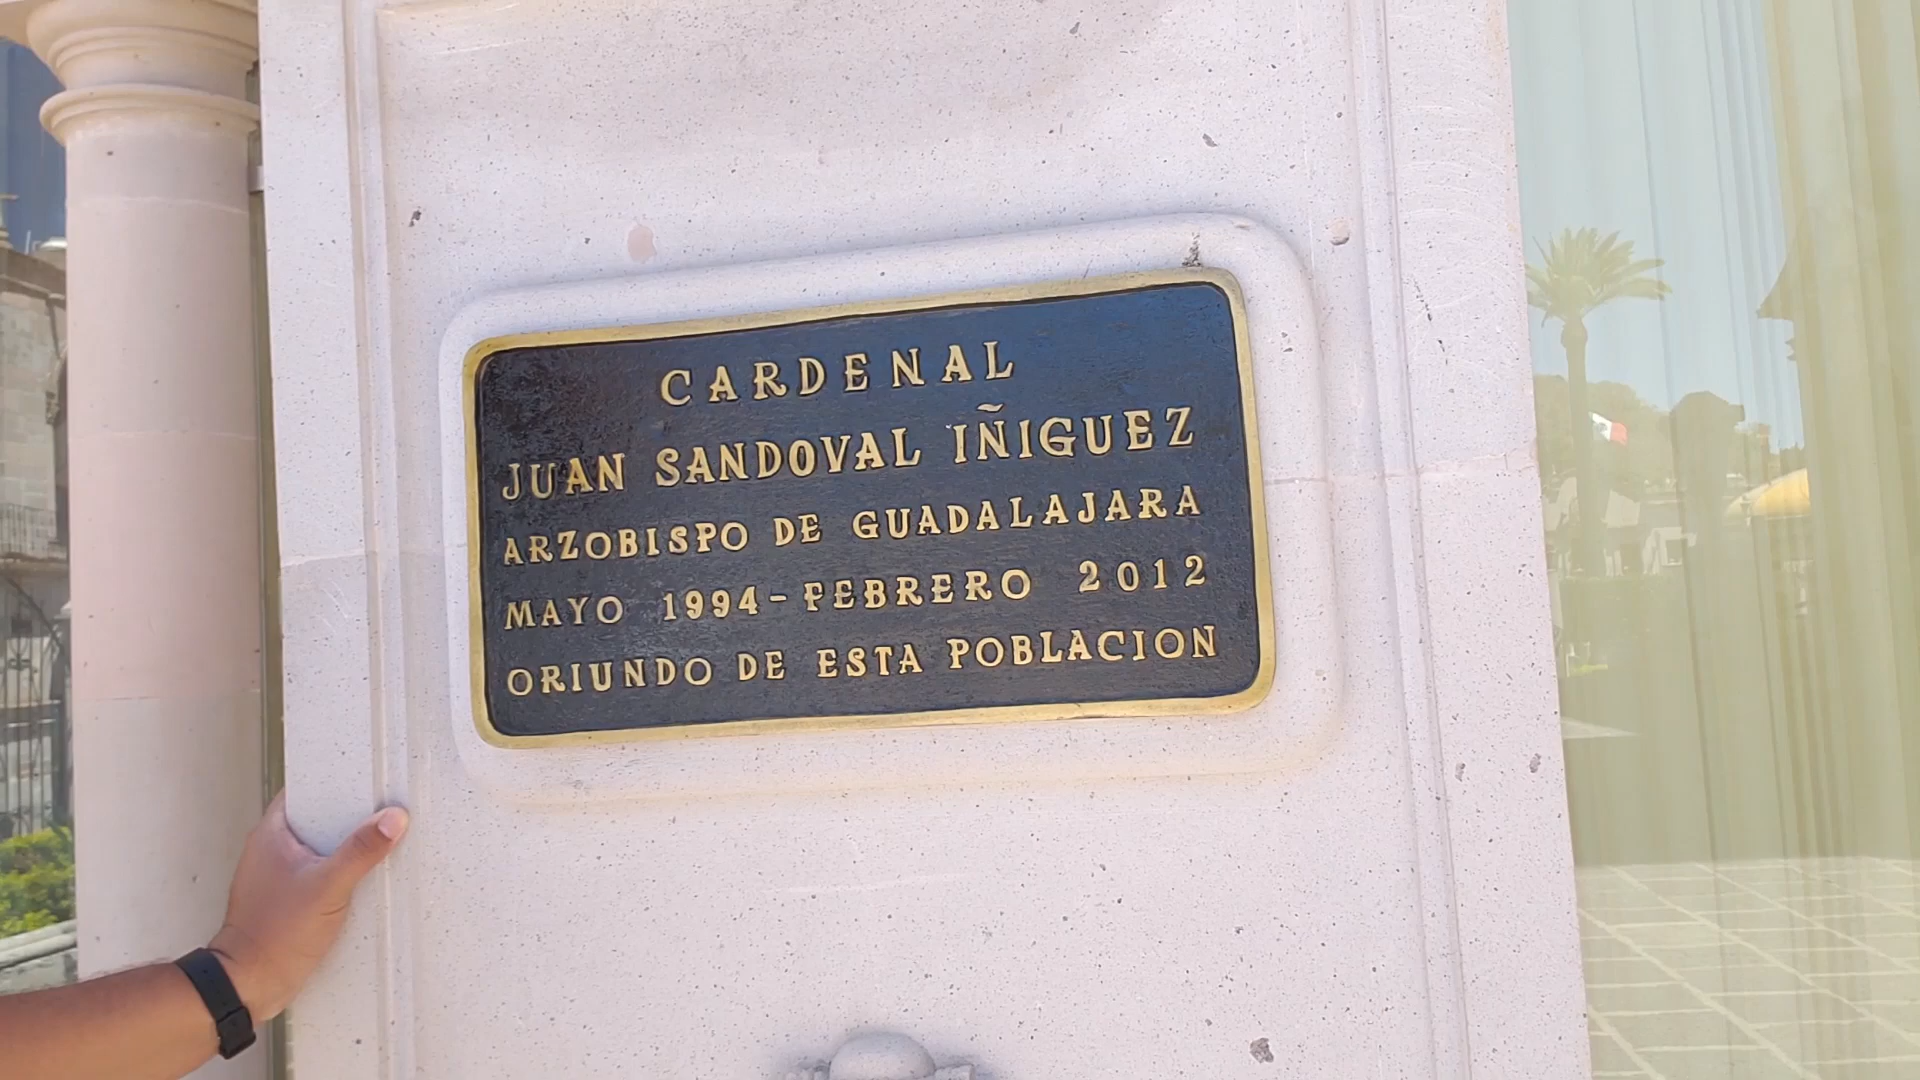 CARDENAL
JUAN SANDOVAL IÑIGUEZ
ARZOBISPO DE GUADALAJARA
MAYO 1994-FEBRERO 2012
ORIUNDO DE ESTA POBLACION